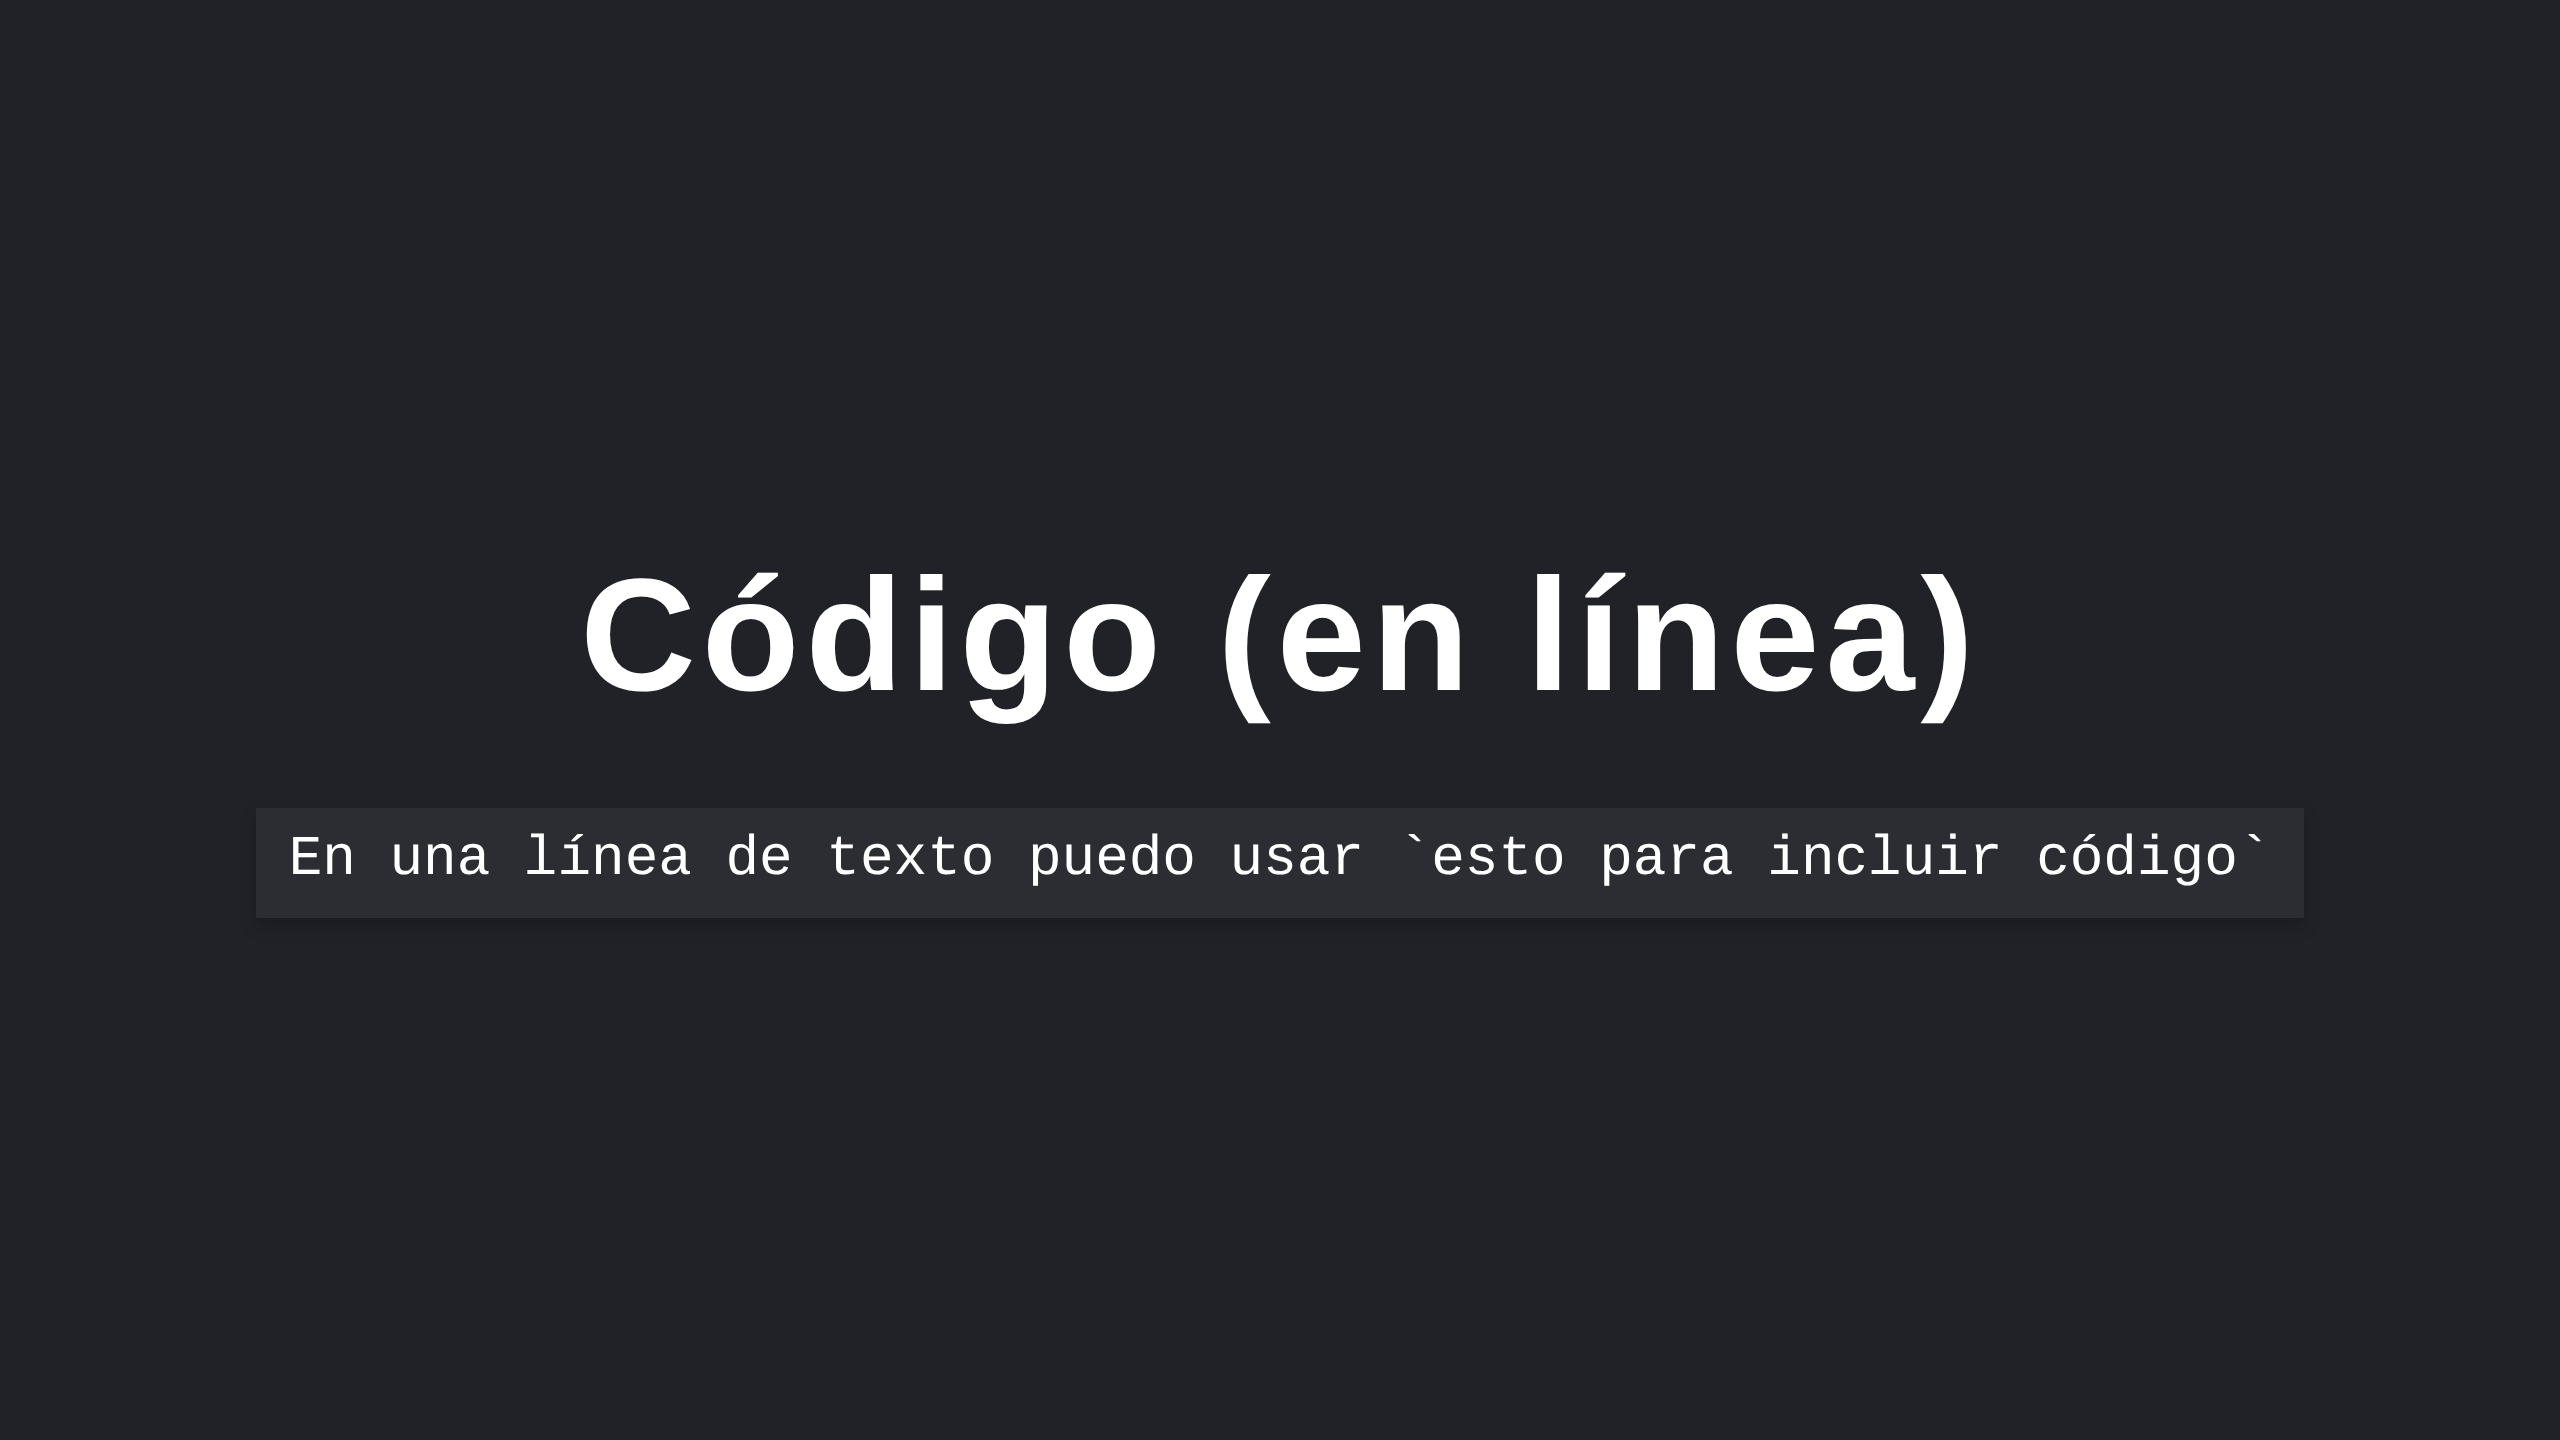 Código (en línea)
En una línea de texto puedo usar `esto para incluir código`